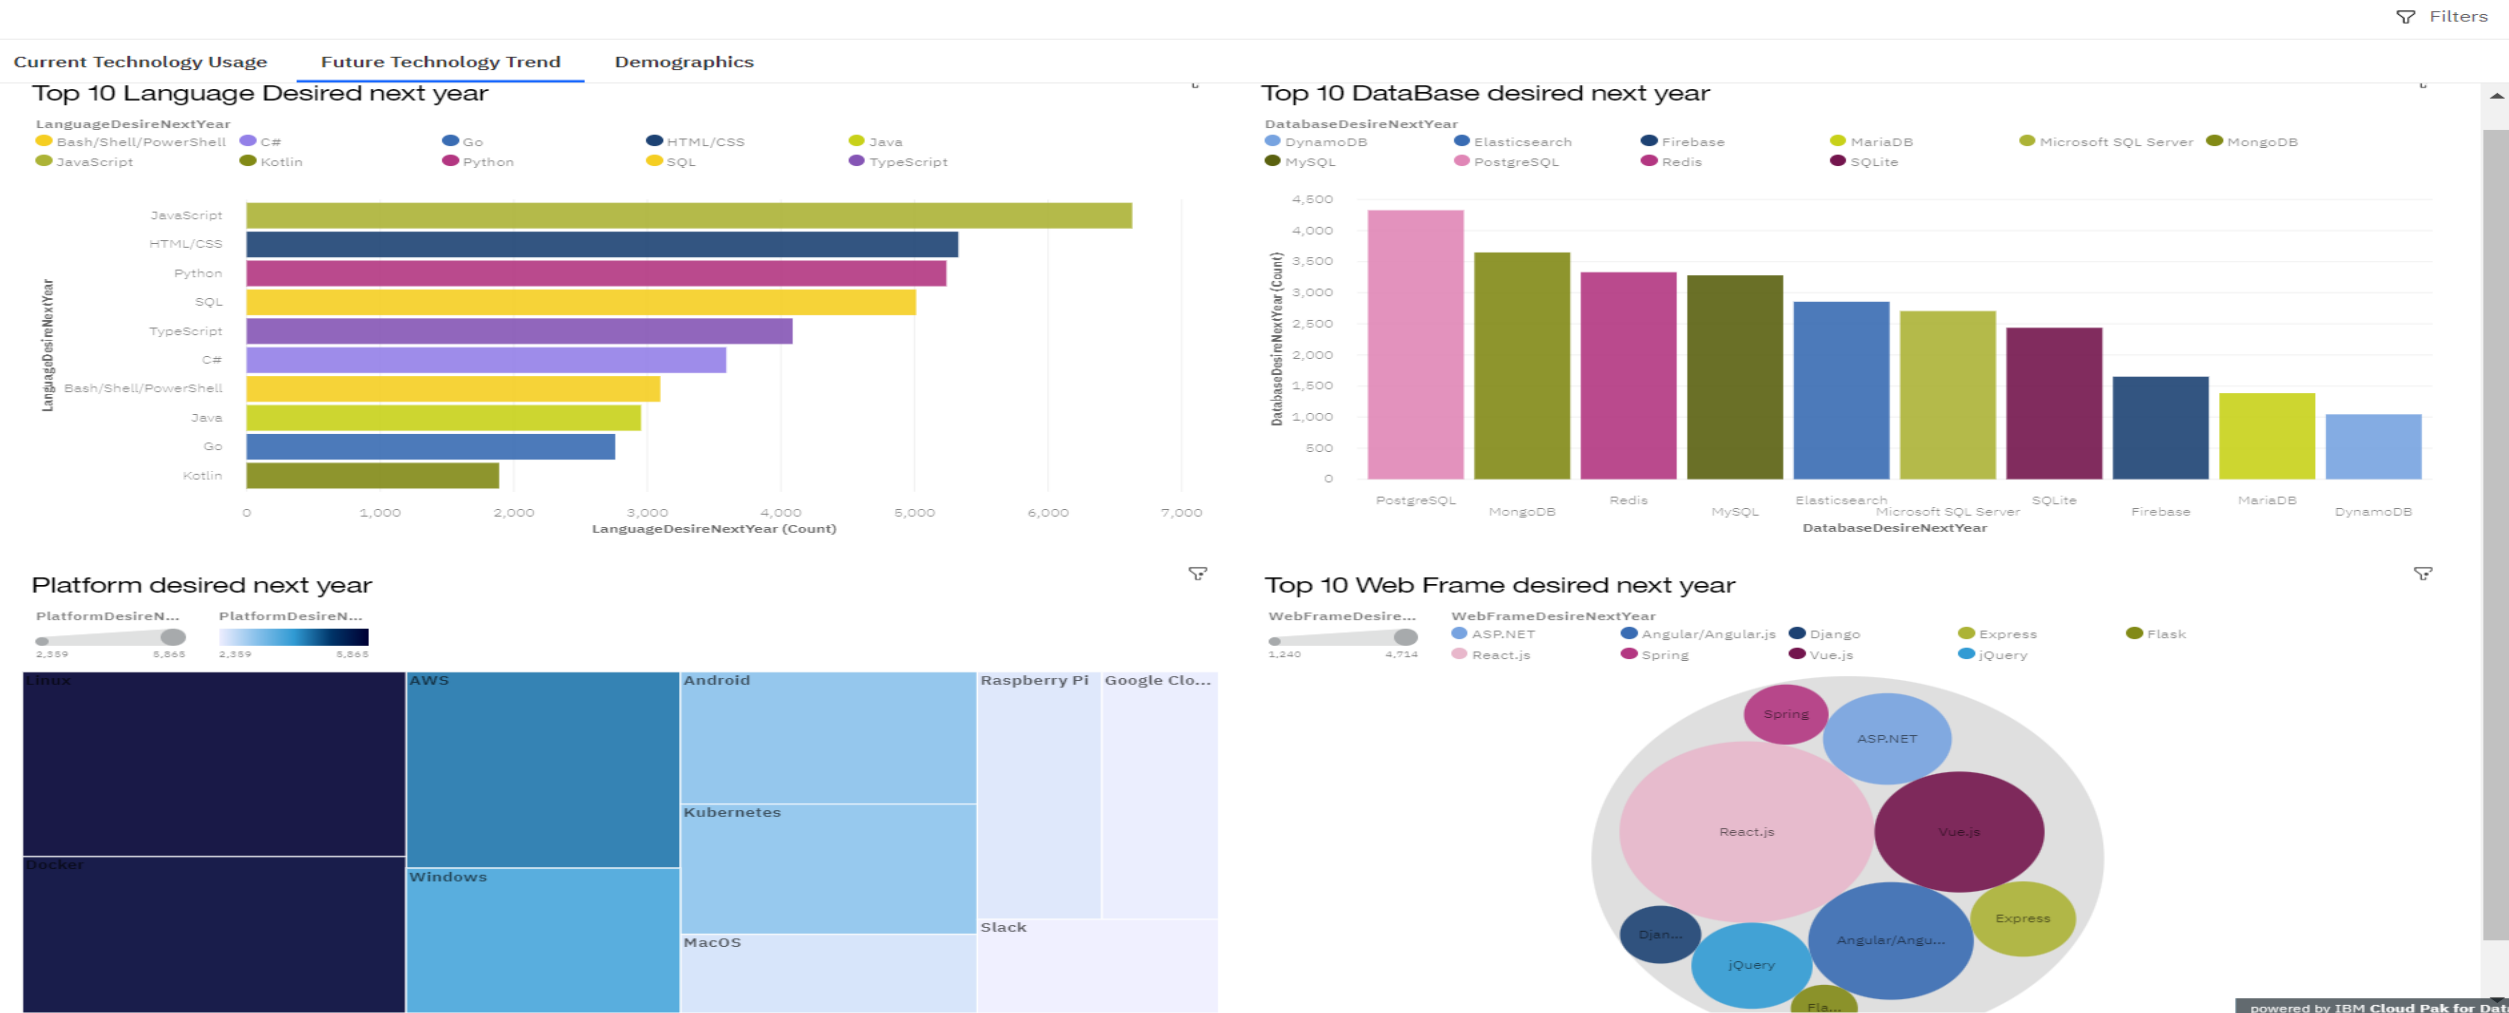 Filters
Current Technology Usage Future Technology Trend Demographics
Top 10 Language Desired next year
LanguageDesireNextYear
Bash/Shell/PowerShell C# Go HTML/CSS Java
JavaScript Kotlin Python SQL TypeScript
LanguageDesireNextYear
JavaScript
HTML/CSS
Python
SQL
TypeScript
C#
Bash/Shell/PowerShell
Java
Go
Kotlin
0 1,000 2,000 3,000 4,000 5,000 6,000 7,000
LanguageDesireNextYear (Count)
Top 10 DataBase desired next year
DatabaseDesireNextYear
DynamoDB Elasticsearch Firebase MariaDB Microsoft SQL Server MongoDB
MySQL PostgreSQL Redis SQLite
DatabaseDesireNextYear (Count)
4,500
4,000
3,500
3,000
2,500
2,000
1,500
1,000
500
0
PostgreSQL Redis Elasticsearch SQLite MariaDB
MongoDB MySQL Microsoft SQL Server Firebase DynamoDB
DatabaseDesireNextYear
Platform desired next year
PlatformDesireN... PlatformDesireN...
2,359 5,865 2,359 5,865
Linux AWS Android Raspberry Pi Google Clo...
Kubernetes
Docker
Windows
Slack
MacOS
Top 10 Web Frame desired next year
WebFrameDesire... WebFrameDesireNextYear
ASP.NET Angular/Angular.js Django Express Flask
1,240 4,714
React.js Spring Vue.js jQuery
Spring
ASP.NET
React.js Vue.js
Express
Djan... Angular/Angu...
jQuery
Fla...
powered by IBM Cloud Pak for Dat